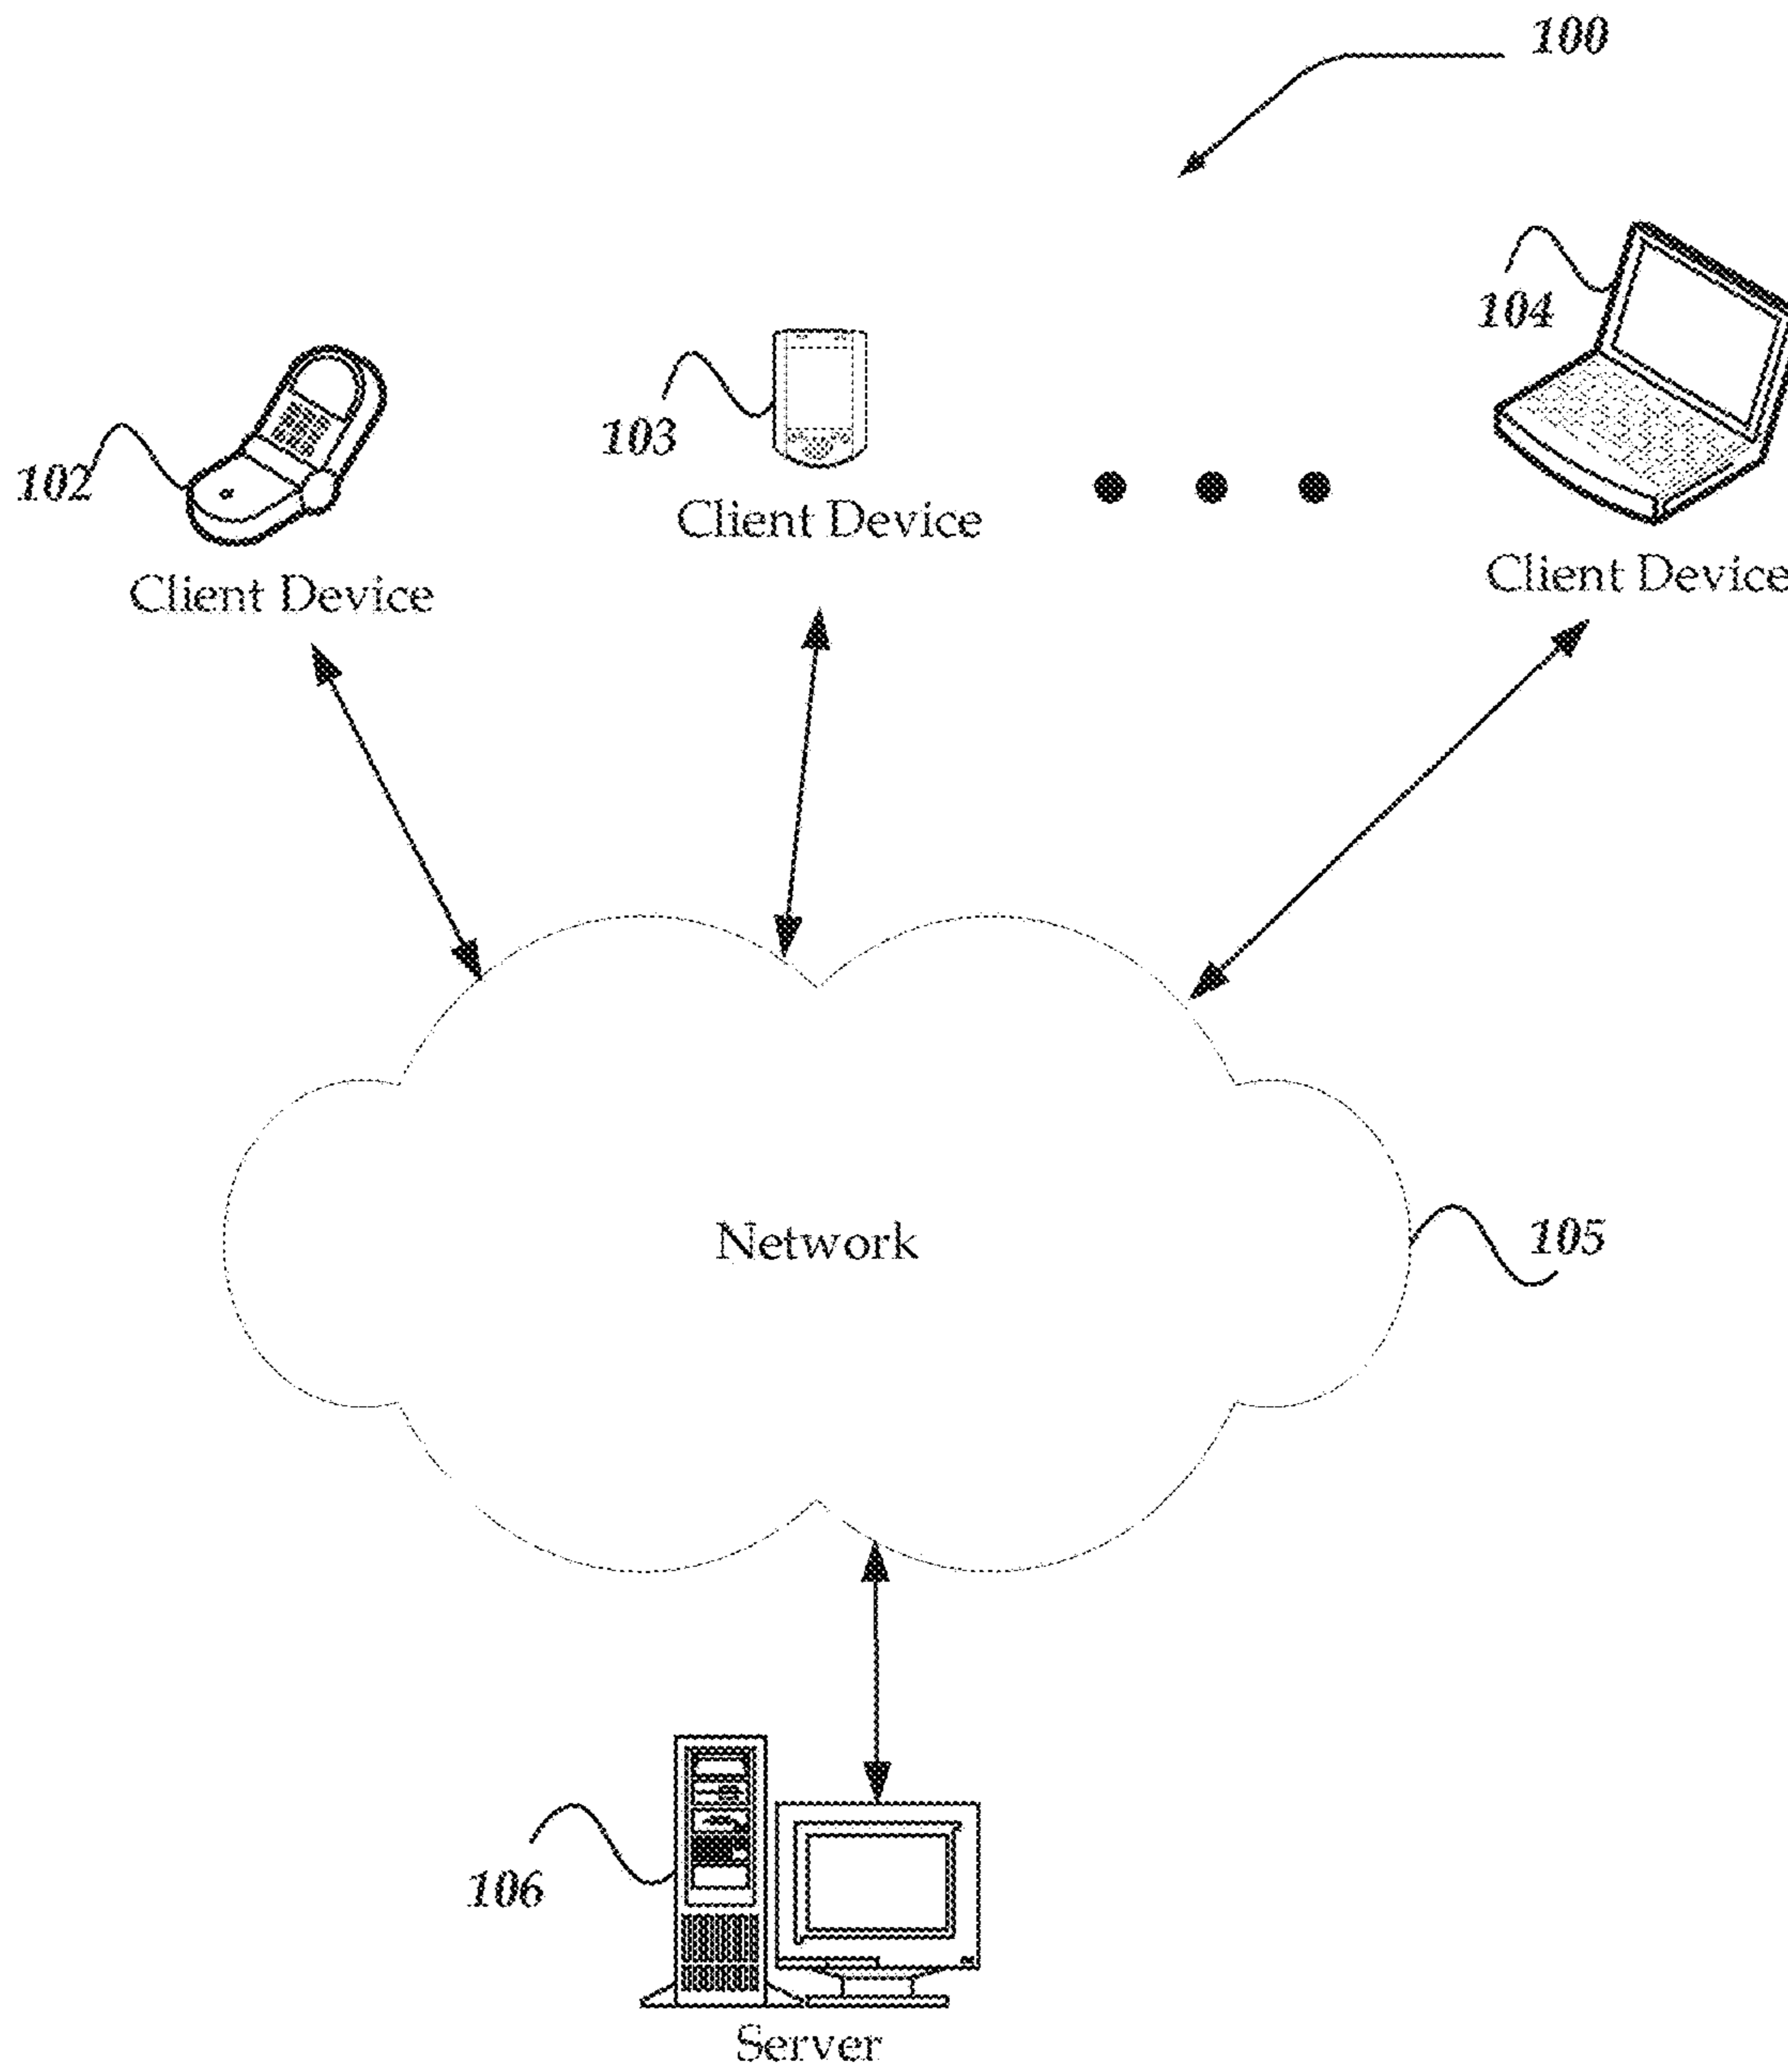 100
104
103
102
Client Device
Client Device
Client Device
Network
105
106
Server